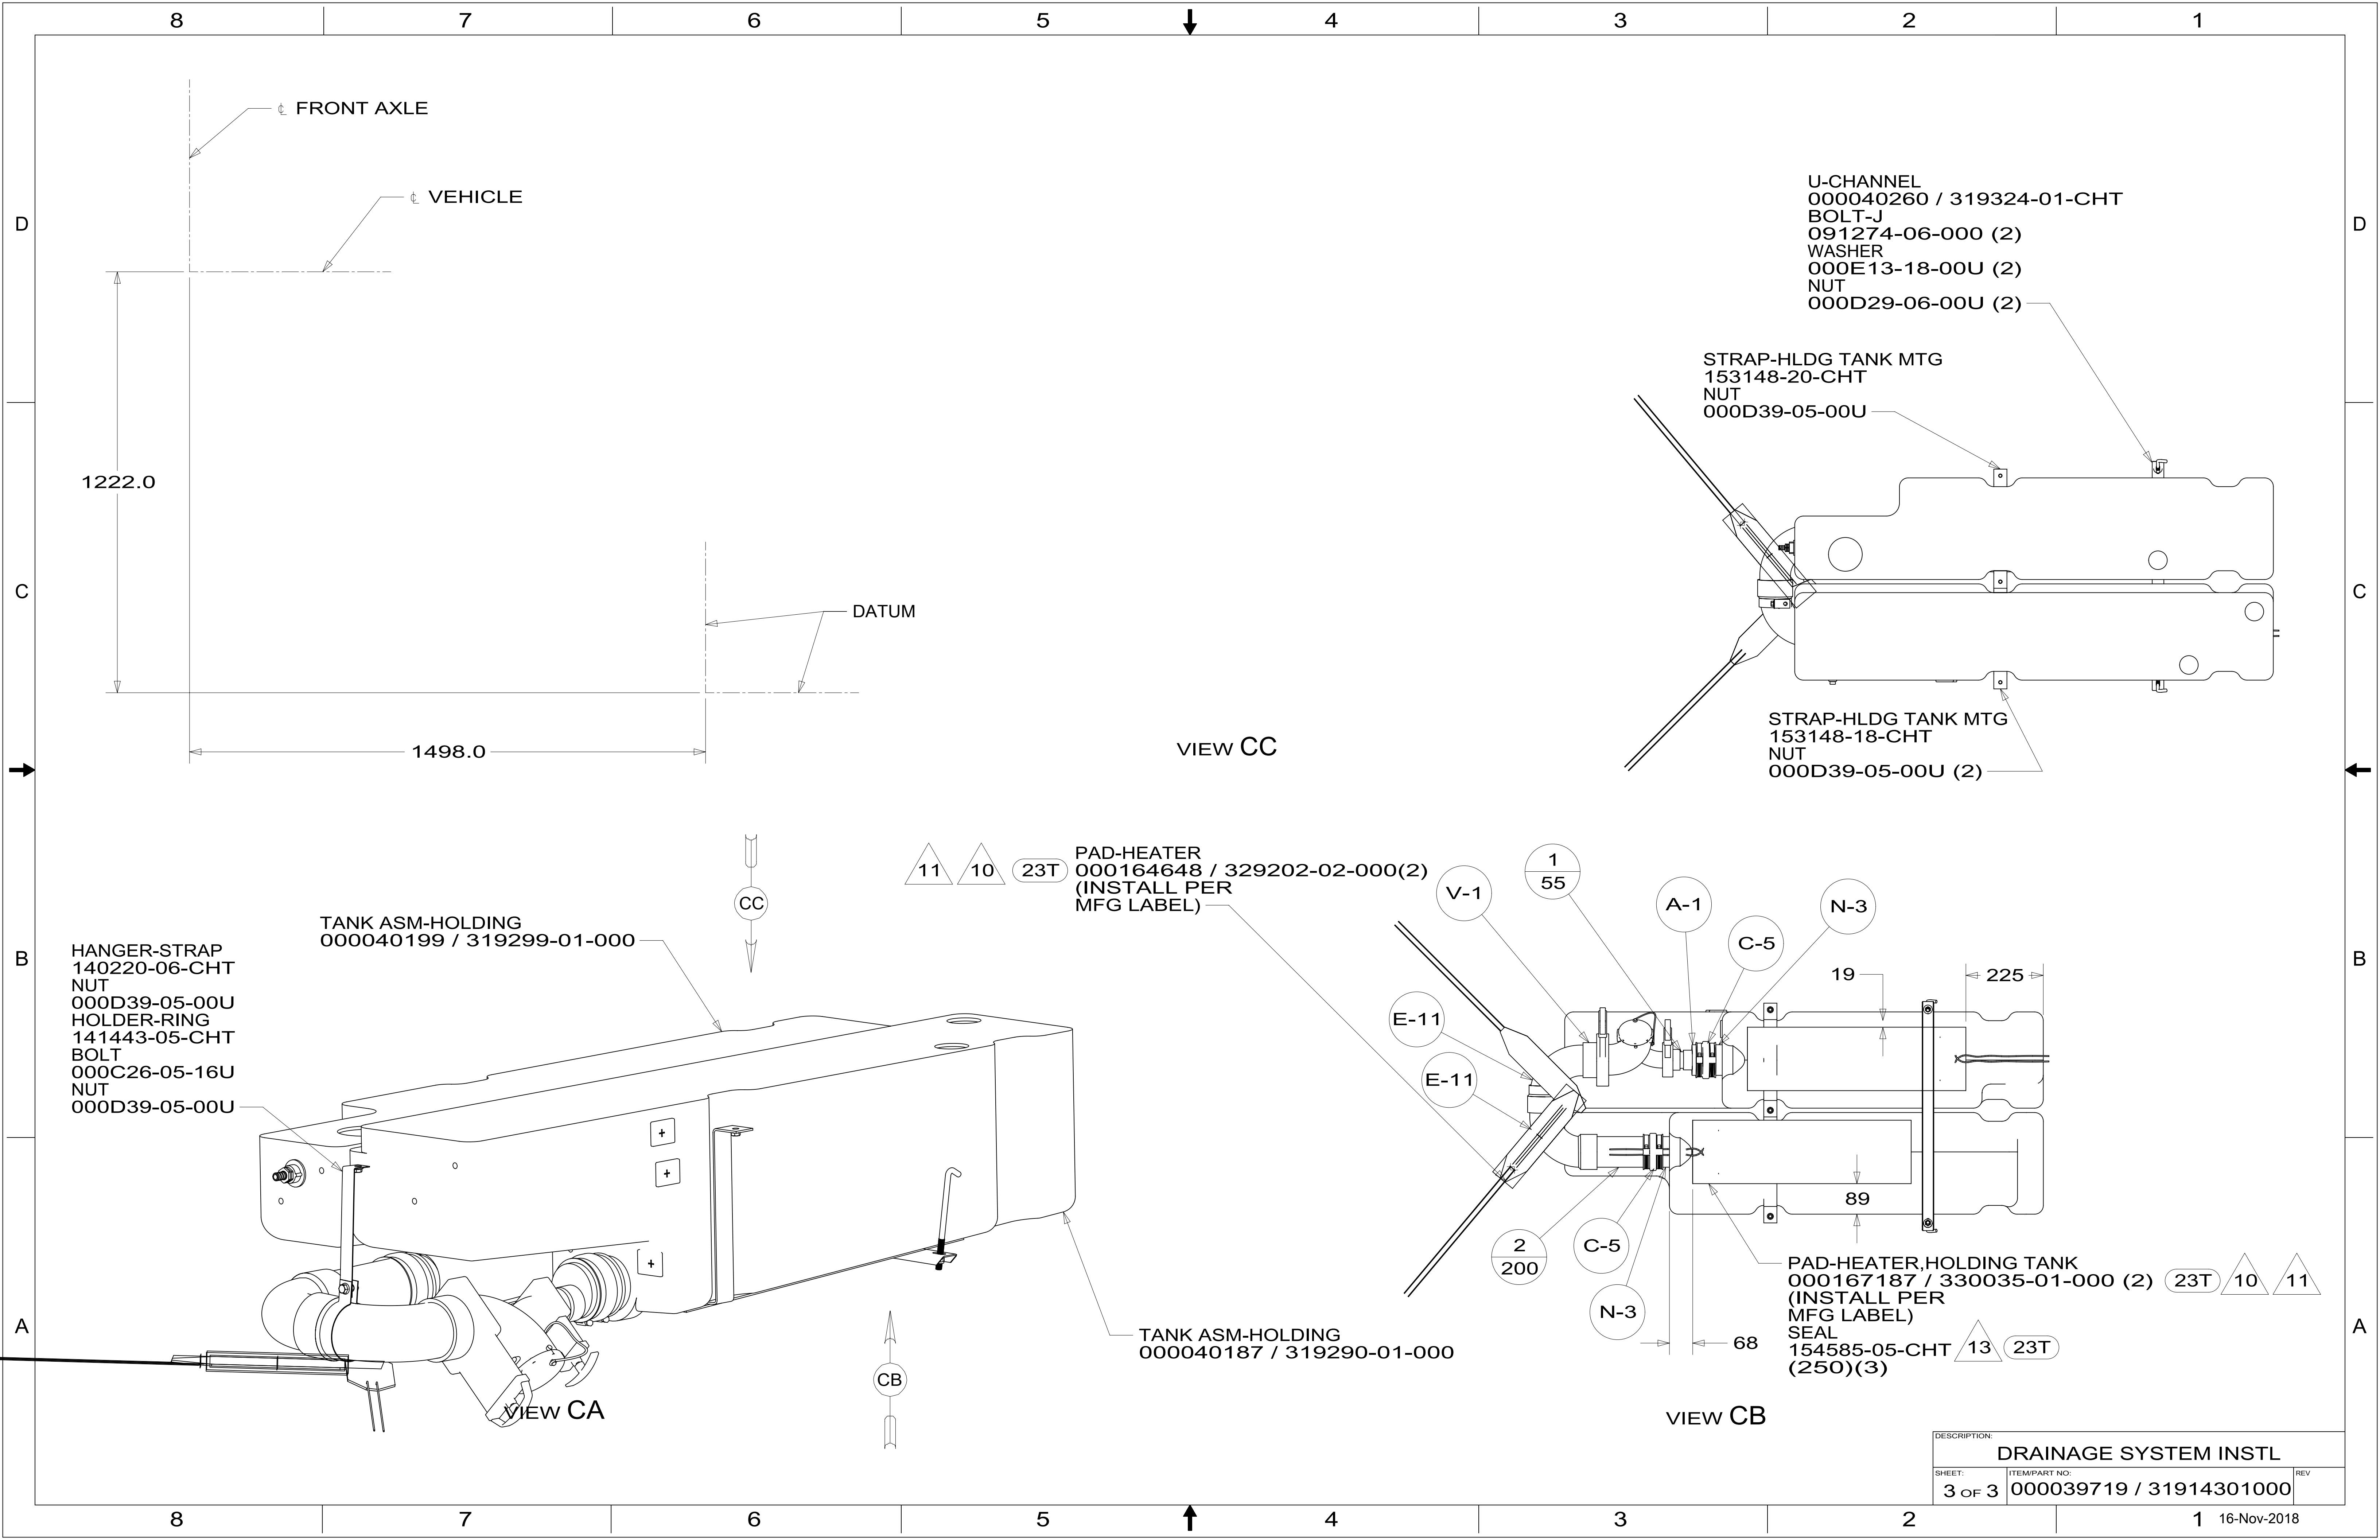 8 7 6 5 4 3 2 1
℄ FRONT AXLE
℄ VEHICLE
D
D
U-CHANNEL
000040260 / 319324-01-CHT
BOLT-J
091274-06-000 (2)
WASHER
000E13-18-00U (2)
NUT
000D29-06-00U (2)
STRAP-HLDG TANK MTG
153148-20-CHT
NUT
000D39-05-00U
1222.0
C
C
DATUM
1498.0
VIEW CC
STRAP-HLDG TANK MTG
153148-18-CHT
NUT
000D39-05-00U (2)
CC
11 10 23T
PAD-HEATER
000164648 / 329202-02-000(2)
(INSTALL PER
MFG LABEL)
V-1
1
55
A-1
N-3
C-5
TANK ASM-HOLDING
000040199 / 319299-01-000
B
B
HANGER-STRAP
140220-06-CHT
NUT
000D39-05-00U
HOLDER-RING
141443-05-CHT
BOLT
000C26-05-16U
NUT
000D39-05-00U
19
225
E-11
E-11
89
2
200
C-5
N-3
68
PAD-HEATER,HOLDING TANK
000167187 / 330035-01-000 (2) 23T 10 11
(INSTALL PER
MFG LABEL)
SEAL
154585-05-CHT 13 23T
(250)(3)
A
A
TANK ASM-HOLDING
000040187 / 319290-01-000
CB
VIEW CA
VIEW CB
DESCRIPTION:
DRAINAGE SYSTEM INSTL
SHEET: ITEM/PART NO: REV
3 OF 3 000039719 / 31914301000
8 7 6 5 4 3 2 1
16-Nov-2018